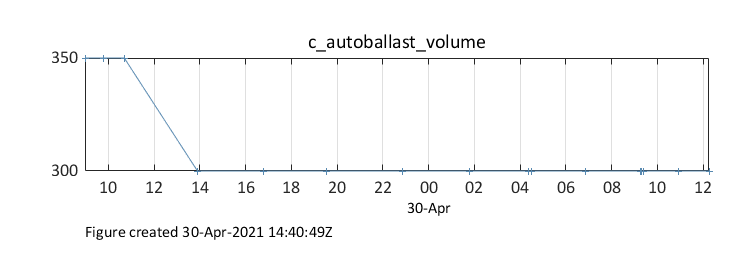 c_autoballast_volume
350
300
10 12 14 16 18 20 22 00 02 04 06 08 10 12
30-Apr
Figure created 30-Apr-2021 14:40:49Z